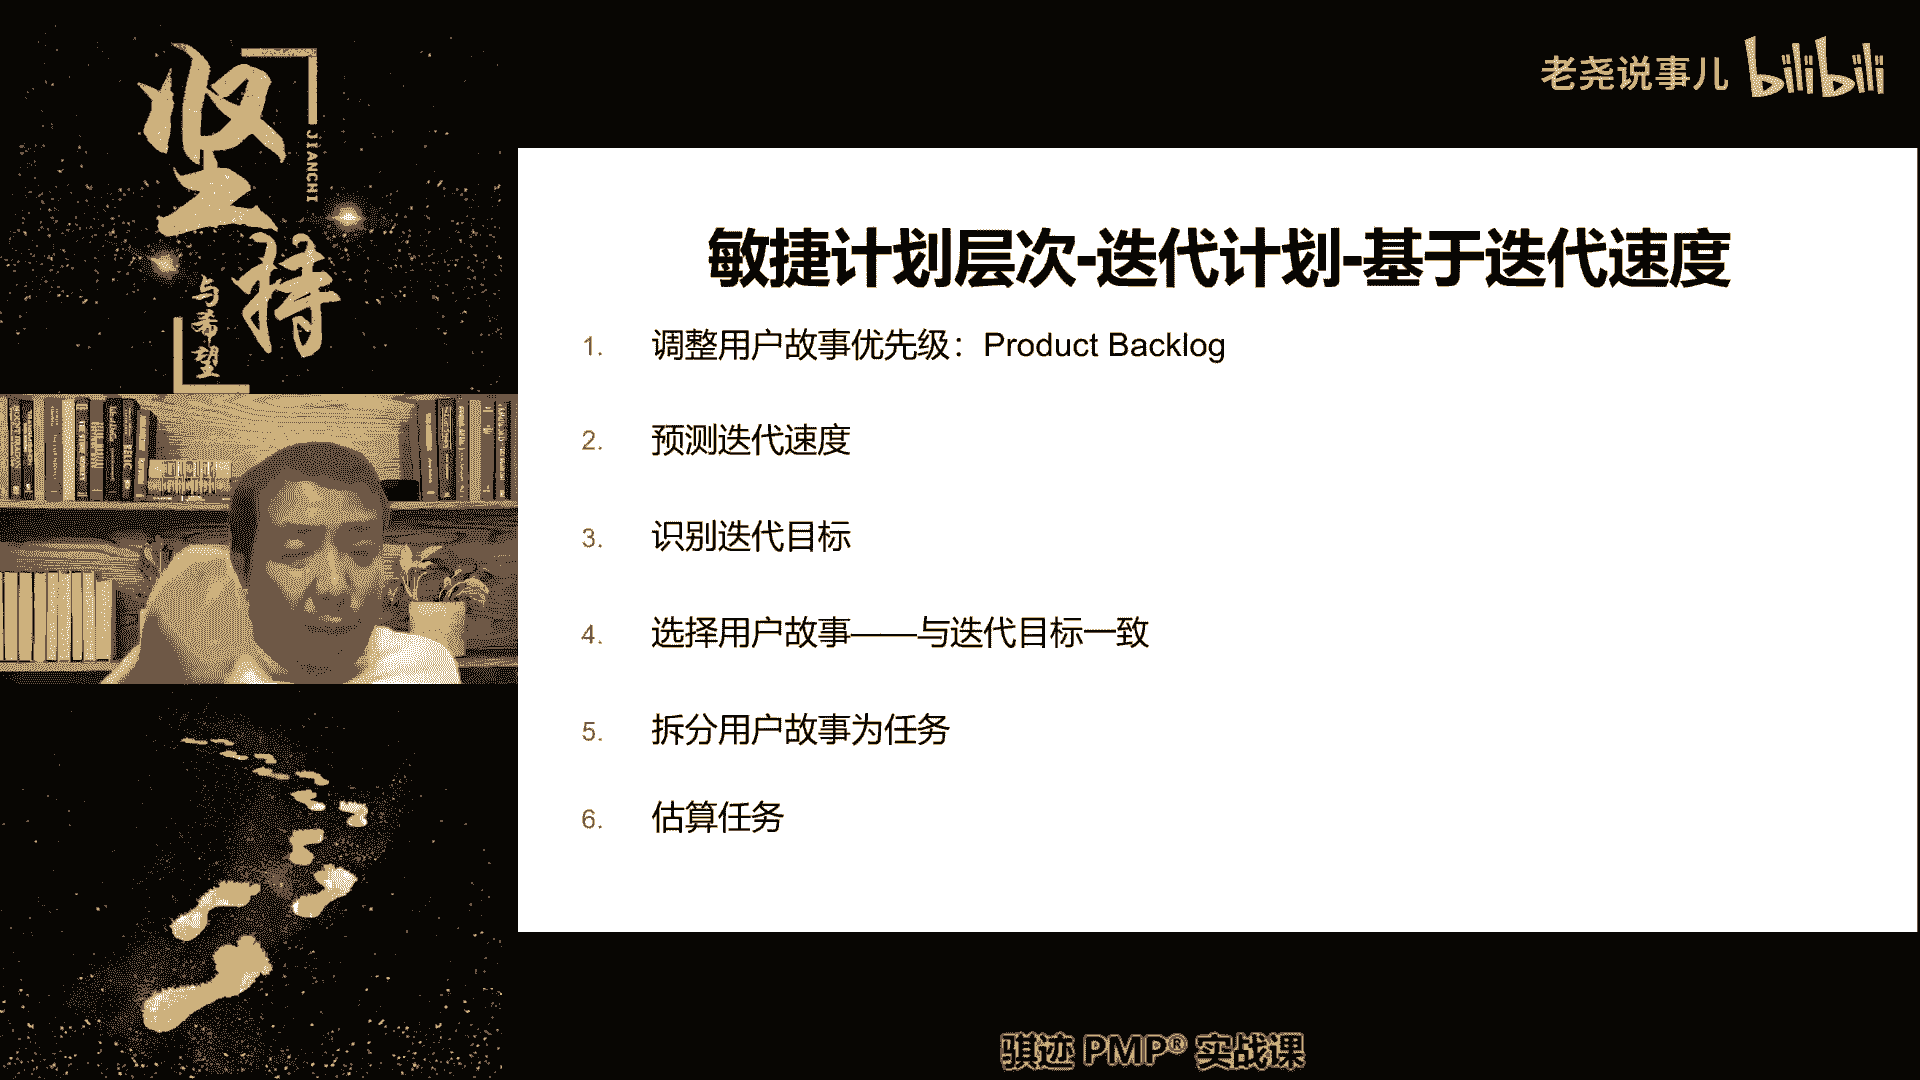 坚持
JIANCHI
与希望
老尧说事儿 bilibili
敏捷计划层次-迭代计划-基于迭代速度
1. 调整用户故事优先级：Product Backlog
2. 预测迭代速度
3. 识别迭代目标
4. 选择用户故事——与迭代目标一致
5. 拆分用户故事为任务
6. 估算任务
骐迹 PMP® 实战课